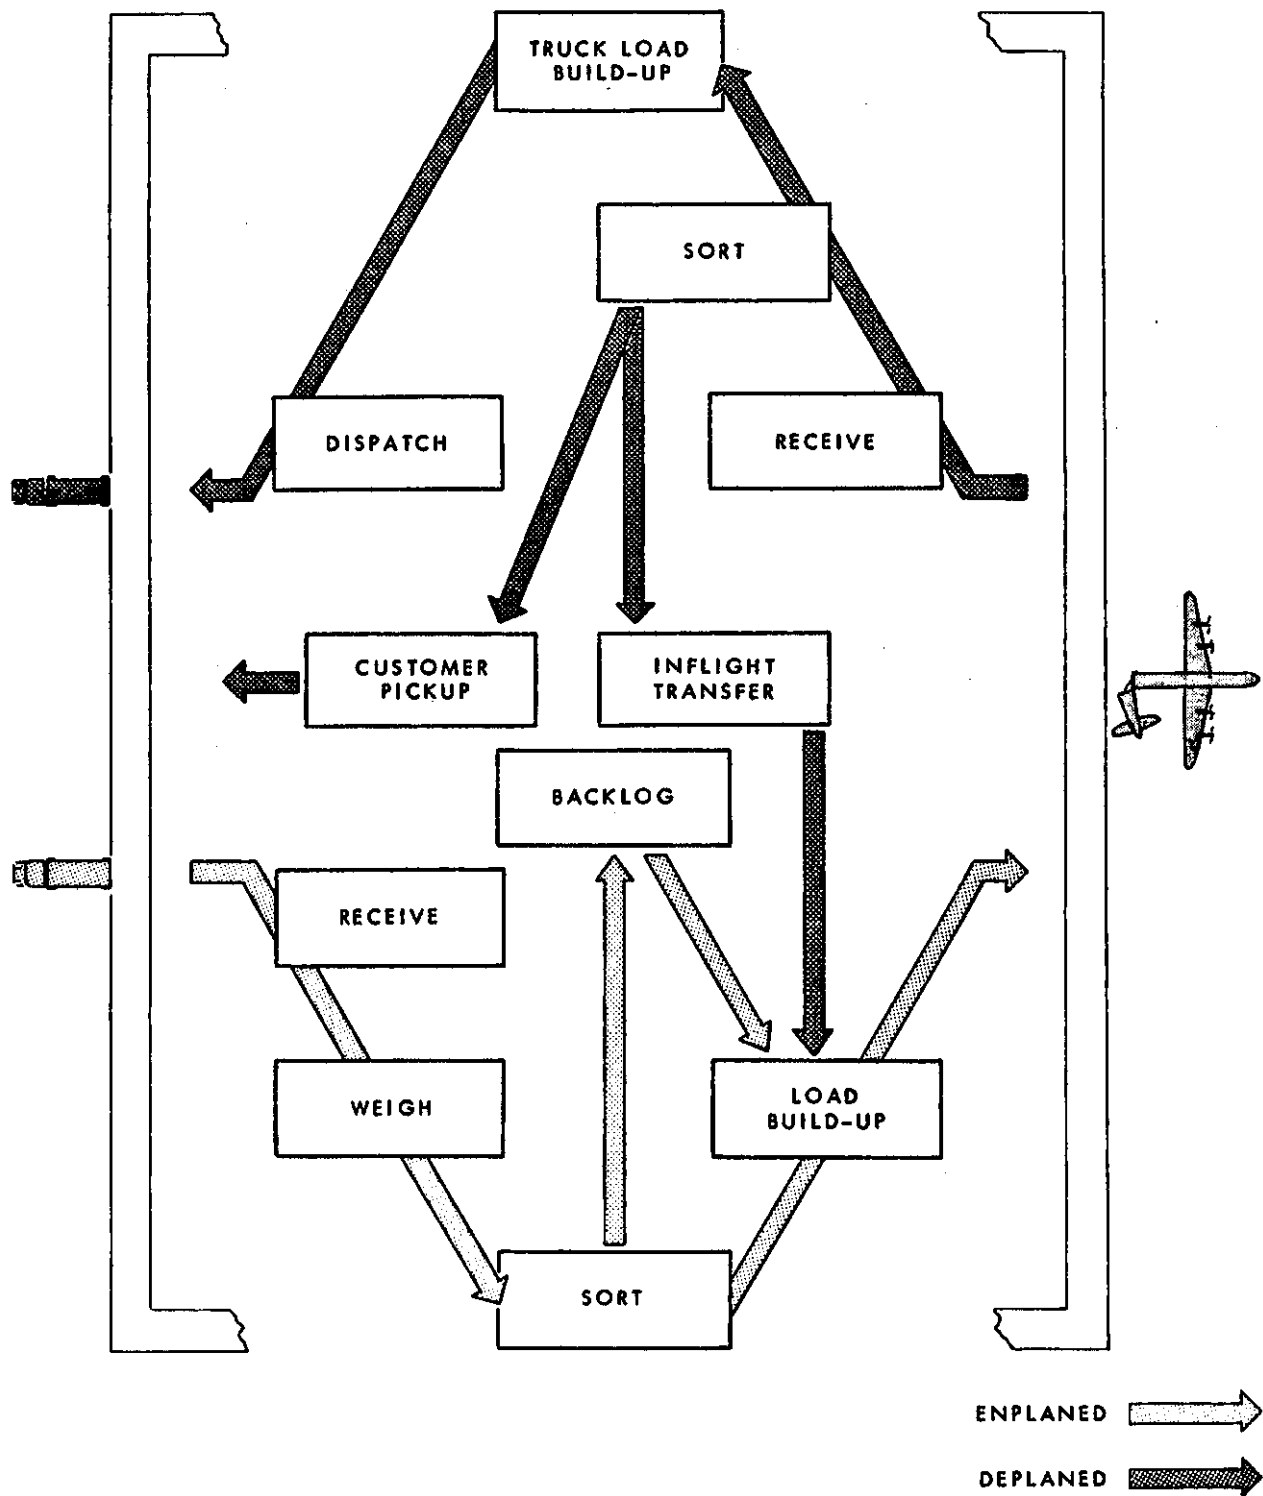 TRUCK LOAD
BUILD-UP
SORT
DISPATCH
RECEIVE
CUSTOMER
PICKUP
INFLIGHT
TRANSFER
BACKLOG
RECEIVE
WEIGH
LOAD
BUILD-UP
SORT
ENPLANED
DEPLANED